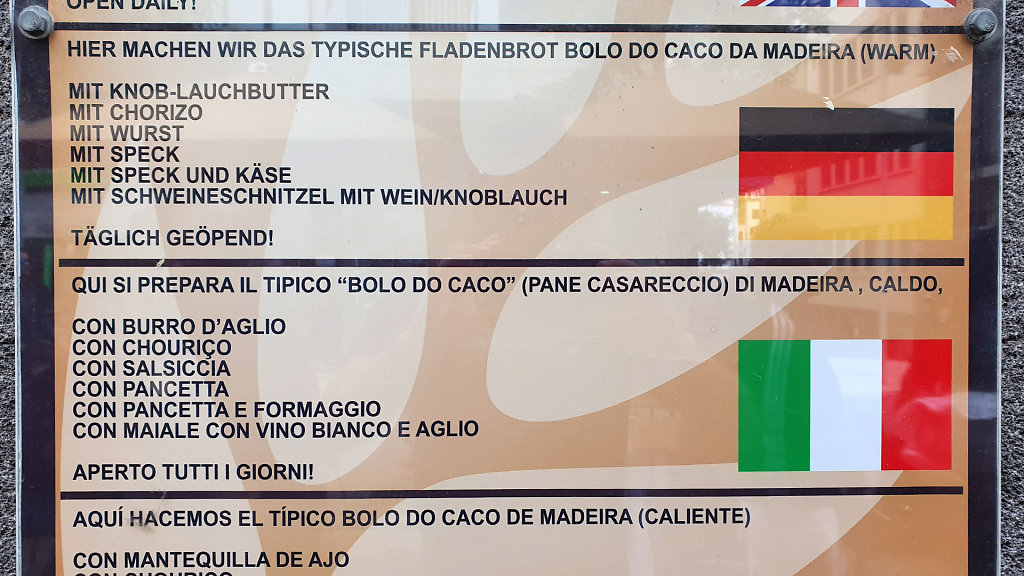 OPEN DAILY!
HIER MACHEN WIR DAS TYPISCHE FLADENBROT BOLO DO CACO DA MADEIRA (WARM)
MIT KNOB-LAUCHBUTTER
MIT CHORIZO
MIT WURST
MIT SPECK
MIT SPECK UND KÄSE
MIT SCHWEINESCHNITZEL MIT WEIN/KNOBLAUCH
TÄGLICH GEÖPEND!
QUI SI PREPARA IL TIPICO “BOLO DO CACO” (PANE CASARECCIO) DI MADEIRA , CALDO,
CON BURRO D’AGLIO
CON CHOURIÇO
CON SALSICCIA
CON PANCETTA
CON PANCETTA E FORMAGGIO
CON MAIALE CON VINO BIANCO E AGLIO
APERTO TUTTI I GIORNI!
AQUÍ HACEMOS EL TÍPICO BOLO DO CACO DE MADEIRA (CALIENTE)
CON MANTEQUILLA DE AJO